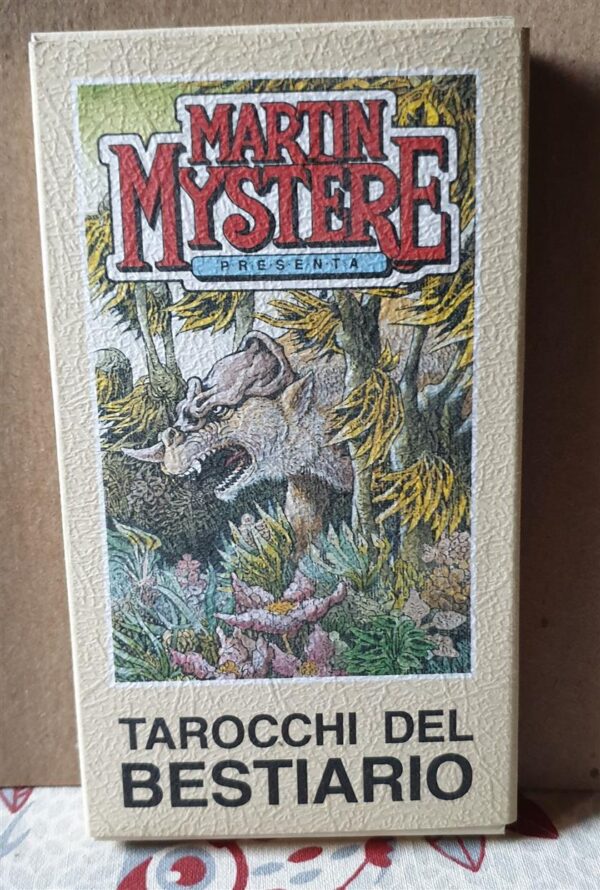 MARTIN
MYSTERE
PRESENTA
TAROCCHI DEL
BESTIARIO